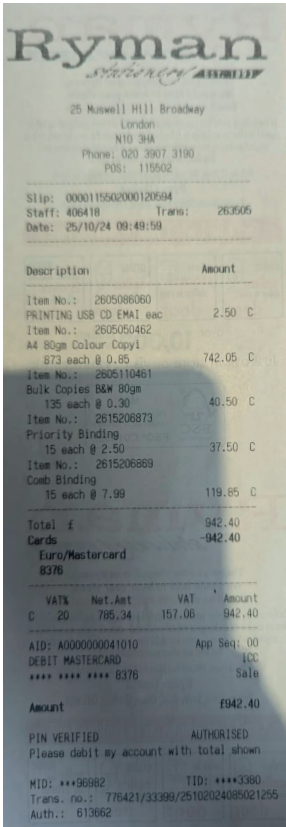 Ryman
stationery EST. 1893
25 Muswell Hill Broadway
London
N10 3HA
Phone: 020 3907 3190
POS: 115502
Slip: 0000115502000120594
Staff: 406418 Trans: 263505
Date: 25/10/24 09:49:59
Description Amount
Item No.: 2605086060
PRINTING USB CD EMAI eac 2.50 C
Item No.: 2605050462
A4 80gm Colour Copyi
873 each @ 0.85 742.05 C
Item No.: 2605110461
Bulk Copies B&W 80gm
135 each @ 0.30 40.50 C
Item No.: 2615206873
Priority Binding
15 each @ 2.50 37.50 C
Item No.: 2615206869
Comb Binding
15 each @ 7.99 119.85 C
Total £ 942.40
Cards -942.40
Euro/Mastercard
8376
VAT% Net.Amt VAT Amount
C 20 785.34 157.06 942.40
AID: A0000000041010 App Seq: 00
DEBIT MASTERCARD ICC
**** **** **** 8376 Sale
Amount £942.40
PIN VERIFIED AUTHORISED
Please debit my account with total shown
MID: ***96982 TID: ****3360
Trans. no.: 776421/33399/25102024085021255
Auth.: 613662